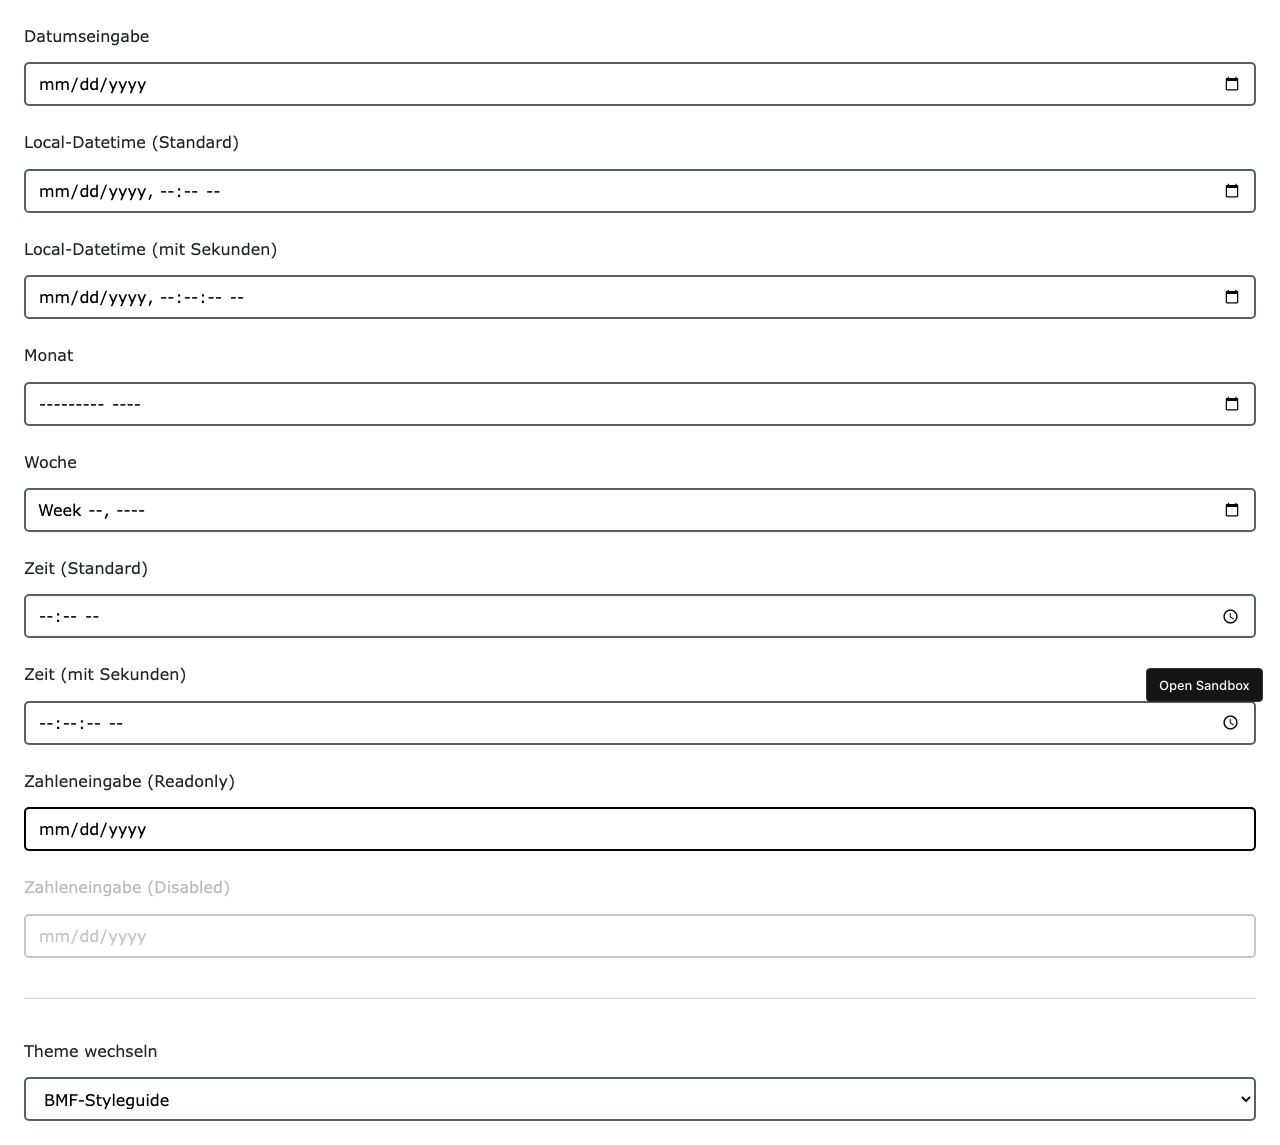 Datumseingabe
mm/dd/yyyy
Local-Datetime (Standard)
mm/dd/yyyy, --:-- --
Local-Datetime (mit Sekunden)
mm/dd/yyyy, --:--:-- --
Monat
--------- ----
Woche
Week --, ----
Zeit (Standard)
--:-- --
Zeit (mit Sekunden)
Open Sandbox
--:--:-- --
Zahleneingabe (Readonly)
mm/dd/yyyy
Zahleneingabe (Disabled)
mm/dd/yyyy
Theme wechseln
BMF-Styleguide